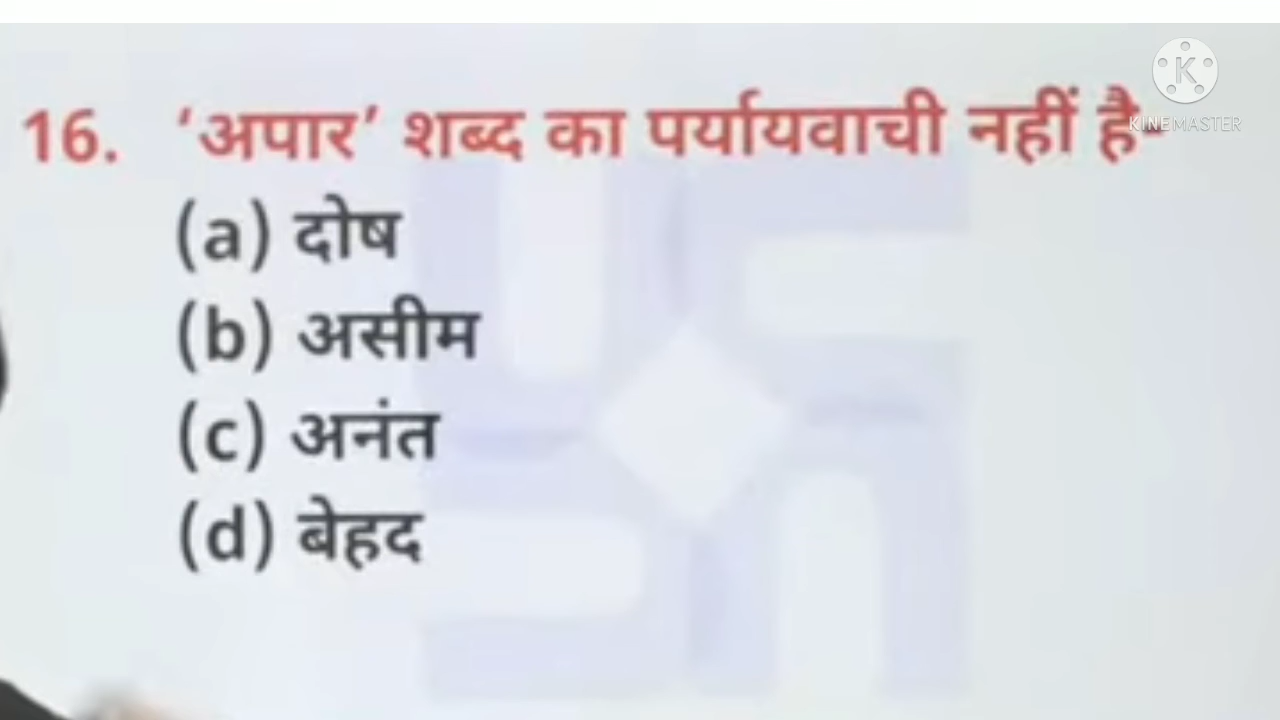 KINEMASTER
16. ‘अपार’ शब्द का पर्यायवाची नहीं है-
(a) दोष
(b) असीम
(c) अनंत
(d) बेहद